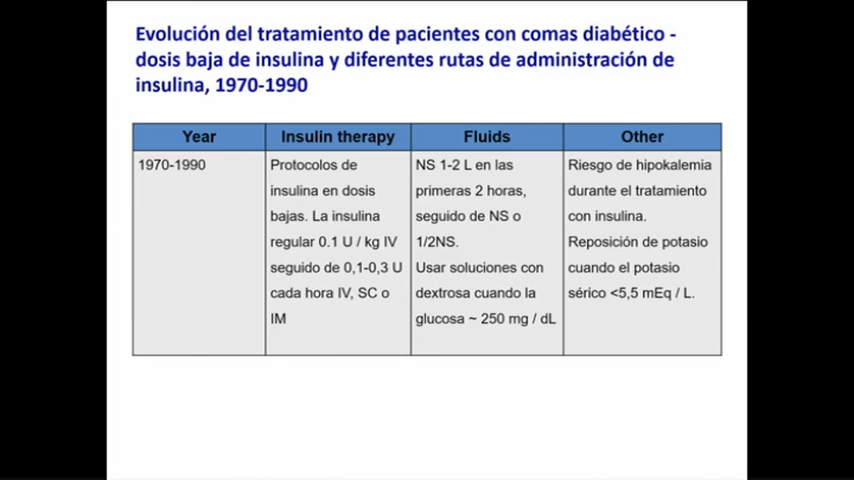 Evolución del tratamiento de pacientes con comas diabético -
dosis baja de insulina y diferentes rutas de administración de
insulina, 1970-1990
Year
Insulin therapy
Fluids
Other
1970-1990
Protocolos de
insulina en dosis
bajas. La insulina
regular 0.1 U / kg IV
seguido de 0,1-0,3 U
cada hora IV, SC o
IM
NS 1-2 L en las
primeras 2 horas,
seguido de NS o
1/2NS.
Usar soluciones con
dextrosa cuando la
glucosa ~ 250 mg / dL
Riesgo de hipokalemia
durante el tratamiento
con insulina.
Reposición de potasio
cuando el potasio
sérico <5,5 mEq / L.